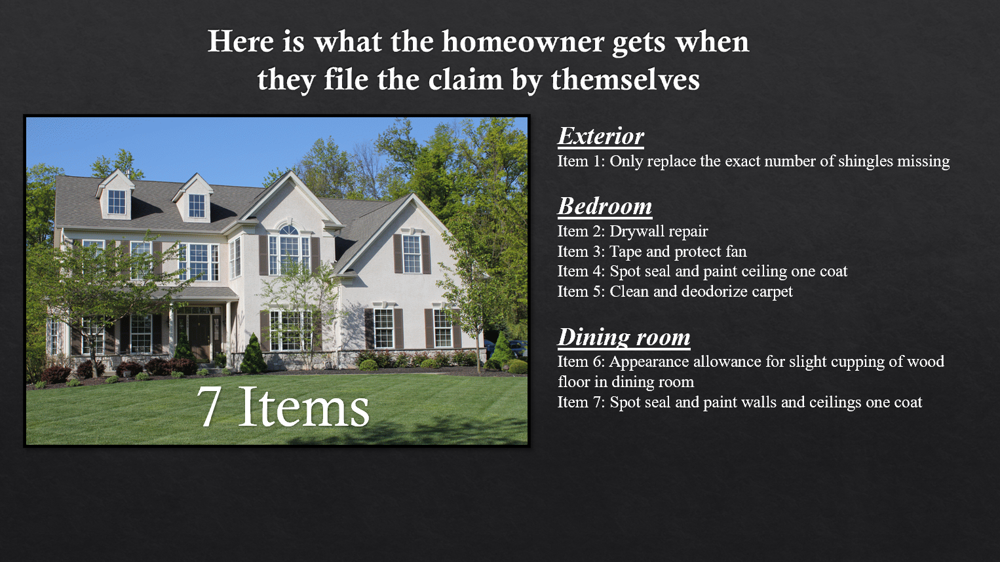 Here is what the homeowner gets when
they file the claim by themselves
7 Items
Exterior
Item 1: Only replace the exact number of shingles missing
Bedroom
Item 2: Drywall repair
Item 3: Tape and protect fan
Item 4: Spot seal and paint ceiling one coat
Item 5: Clean and deodorize carpet
Dining room
Item 6: Appearance allowance for slight cupping of wood
floor in dining room
Item 7: Spot seal and paint walls and ceilings one coat